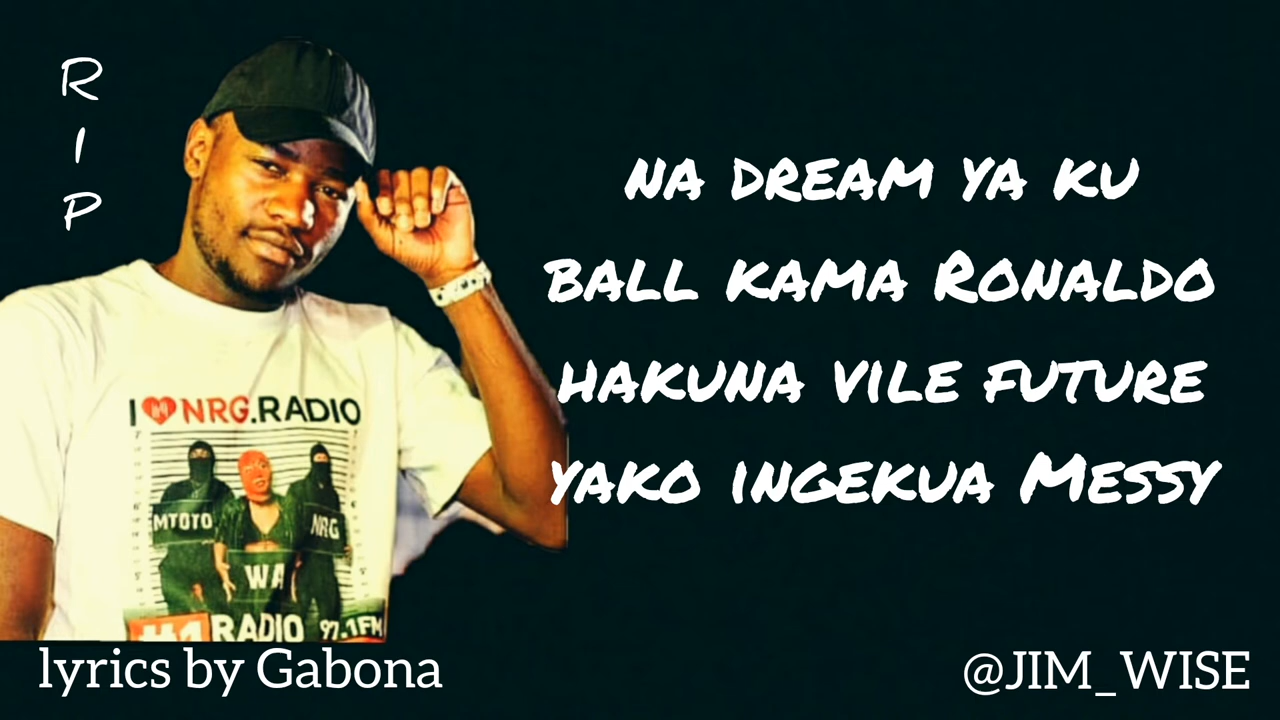 R
I
P
na dream ya ku
ball kama Ronaldo
hakuna vile future
yako ingekua Messy
I NRG.RADIO
MTOTO
NRG
WA
#1 RADIO 97.1FM
lyrics by Gabona
@JIM_WISE